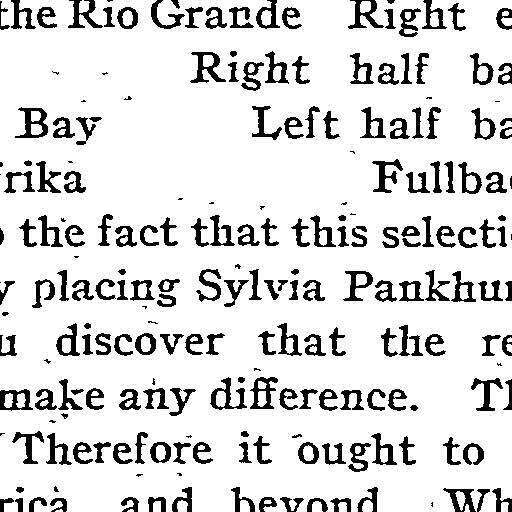 the Rio Grande Right e
Right half ba
Bay Left half ba
frika Fullbac
o the fact that this selecti
y placing Sylvia Pankhur
u discover that the re
make any difference. Th
Therefore it ought to
rica and beyond Wh